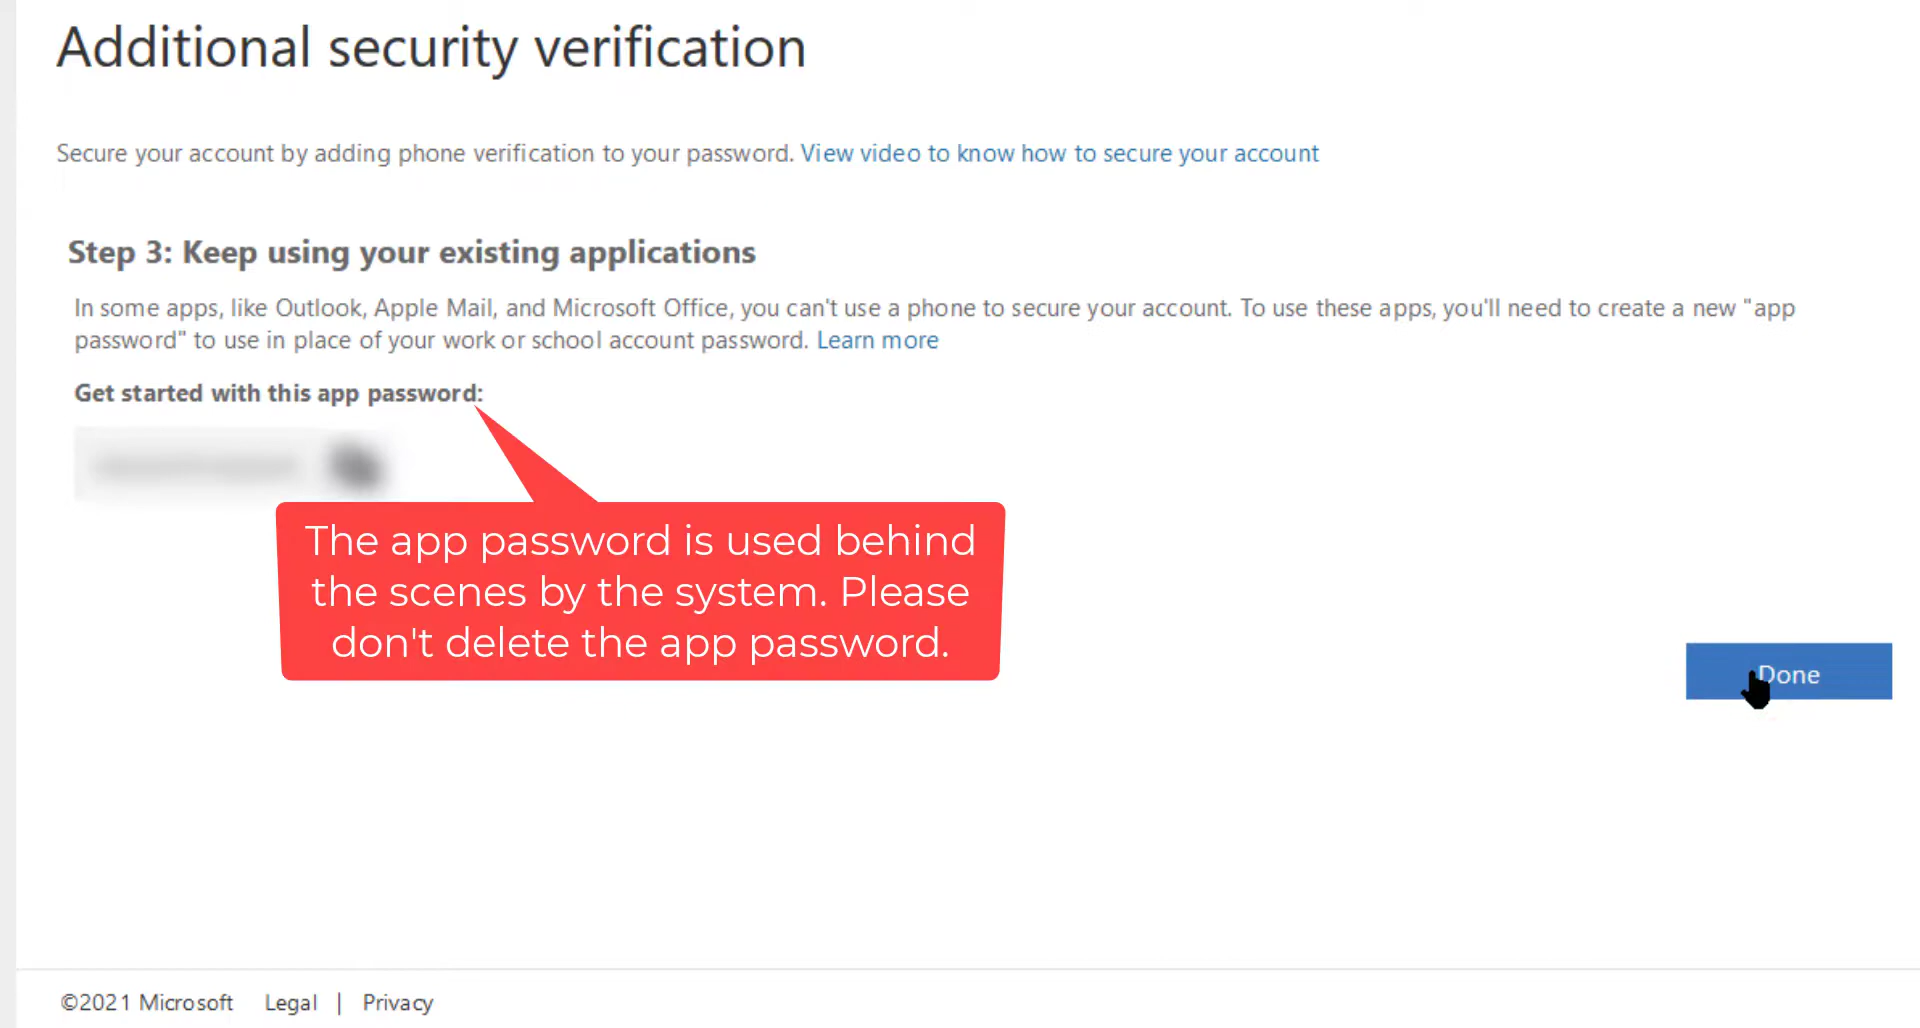 Additional security verification
Secure your account by adding phone verification to your password. View video to know how to secure your account
Step 3: Keep using your existing applications
In some apps, like Outlook, Apple Mail, and Microsoft Office, you can't use a phone to secure your account. To use these apps, you'll need to create a new "app
password" to use in place of your work or school account password. Learn more
Get started with this app password:
The app password is used behind
the scenes by the system. Please
don't delete the app password.
Done
©2021 Microsoft Legal | Privacy